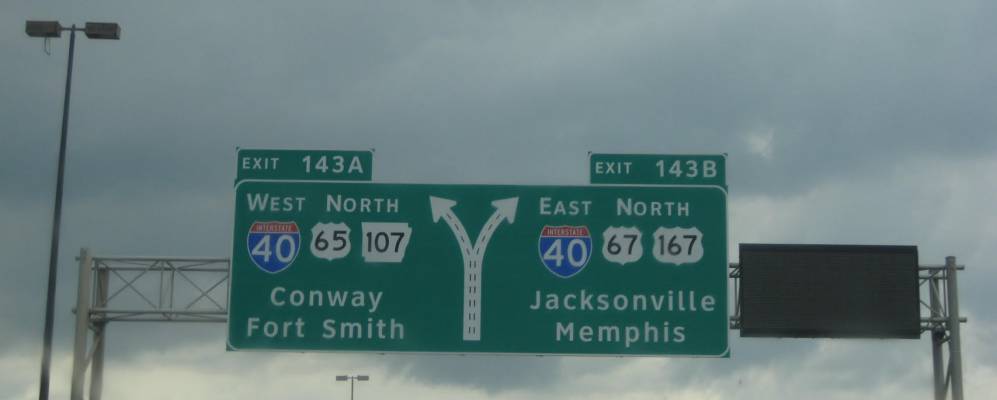 EXIT 143A
WEST NORTH
INTERSTATE
40 65 107
Conway
Fort Smith
EXIT 143B
EAST NORTH
INTERSTATE
40 67 167
Jacksonville
Memphis